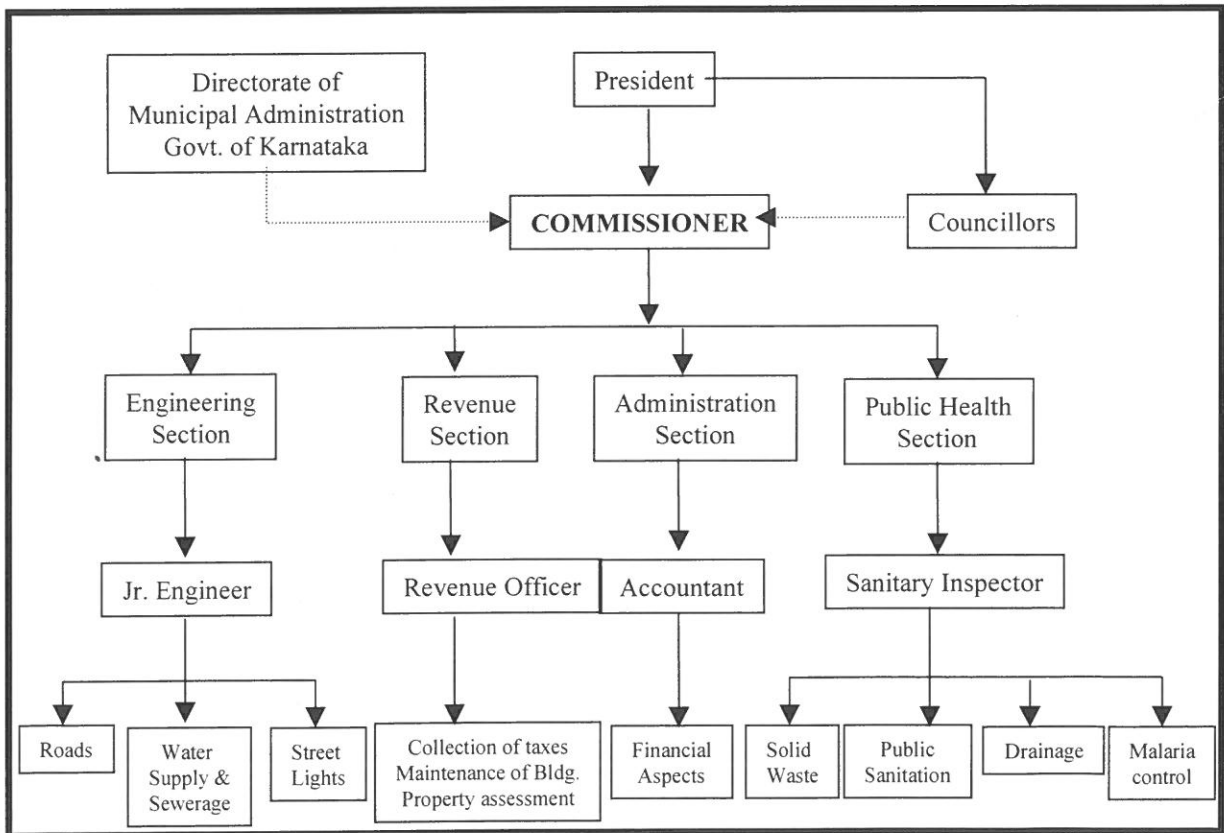 Directorate of
Municipal Administration
Govt. of Karnataka
President
COMMISSIONER
Councillors
Engineering
Section
Revenue
Section
Administration
Section
Public Health
Section
Jr. Engineer
Revenue Officer
Accountant
Sanitary Inspector
Roads
Water
Supply &
Sewerage
Street
Lights
Collection of taxes
Maintenance of Bldg.
Property assessment
Financial
Aspects
Solid
Waste
Public
Sanitation
Drainage
Malaria
control